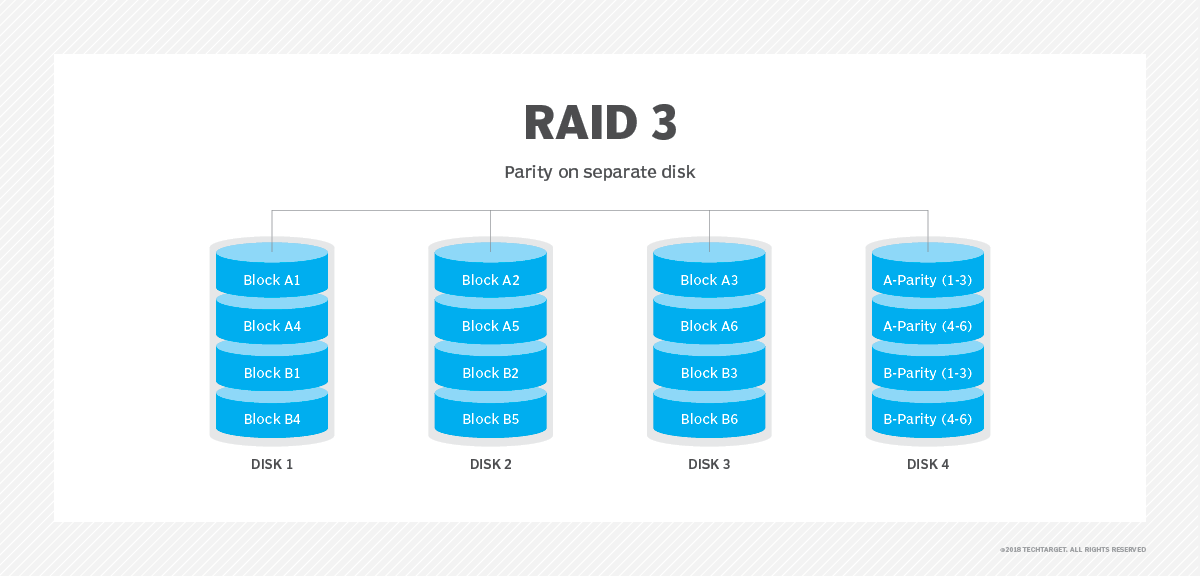 RAID 3
Parity on separate disk
Block A1
Block A2
Block A3
A-Parity (1-3)
Block A4
Block A5
Block A6
A-Parity (4-6)
Block B1
Block B2
Block B3
B-Parity (1-3)
Block B4
Block B5
Block B6
B-Parity (4-6)
DISK 1
DISK 2
DISK 3
DISK 4
©2018 TECHTARGET. ALL RIGHTS RESERVED